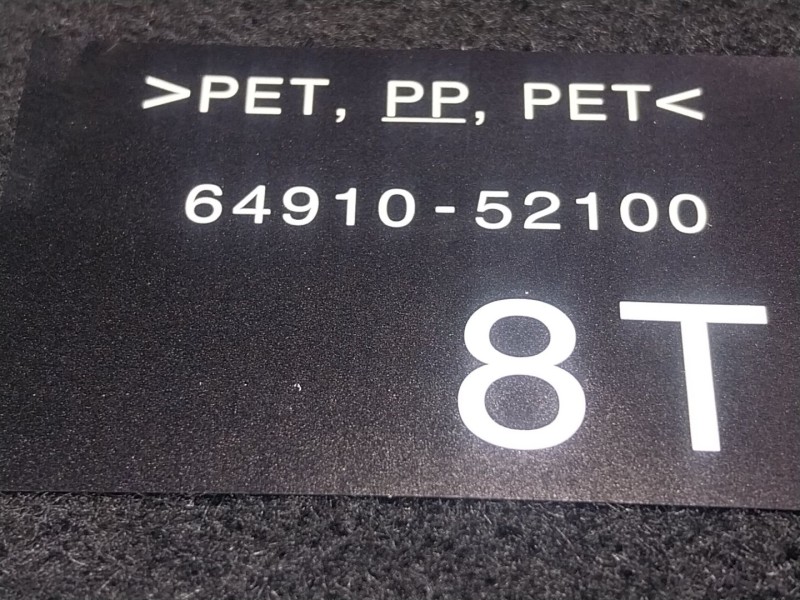 >PET, PP, PET<
64910-52100
8T